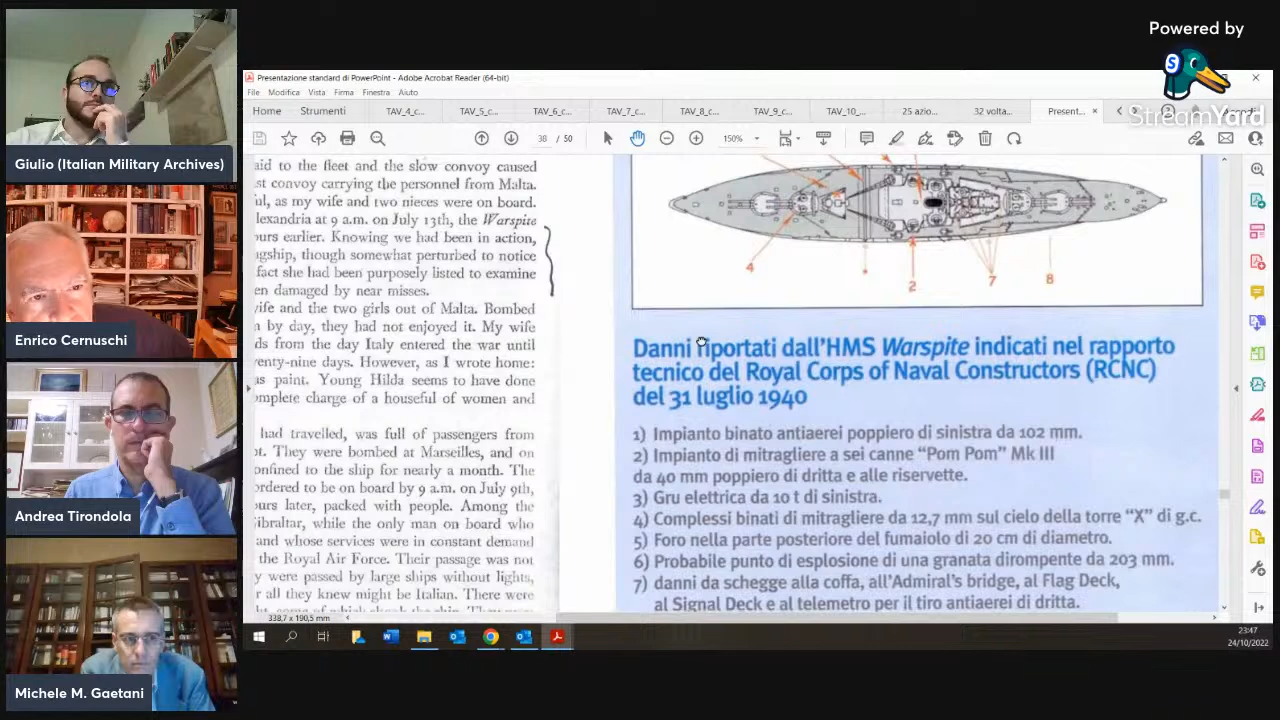 Powered by
S
StreamYard
Giulio (Italian Military Archives)
Enrico Cernuschi
Andrea Tirondola
Michele M. Gaetani
Presentazione standard di PowerPoint - Adobe Acrobat Reader (64-bit)
File Modifica Vista Firma Finestra Aiuto
Home Strumenti TAV_4_c... TAV_5_c... TAV_6_c... TAV_7_c... TAV_8_c... TAV_9_c... TAV_10_... 25 azio... 32 volta... Present...
38 / 50 150%
aid to the fleet and the slow convoy caused
st convoy carrying the personnel from Malta.
ul, as my wife and two nieces were on board.
lexandria at 9 a.m. on July 13th, the Warspite
ours earlier. Knowing we had been in action,
gship, though somewhat perturbed to notice
fact she had been purposely listed to examine
en damaged by near misses.
wife and the two girls out of Malta. Bombed
n by day, they had not enjoyed it. My wife
ds from the day Italy entered the war until
venty-nine days. However, as I wrote home:
as paint. Young Hilda seems to have done
omplete charge of a houseful of women and
had travelled, was full of passengers from
ot. They were bombed at Marseilles, and on
onfined to the ship for nearly a month. The
ordered to be on board by 9 a.m. on July 9th,
ours later, packed with people. Among the
Gibraltar, while the only man on board who
and whose services were in constant demand
the Royal Air Force. Their passage was not
y were passed by large ships without lights,
r all they knew might be Italian. There were
4 2 7 8
Danni riportati dall'HMS Warspite indicati nel rapporto
tecnico del Royal Corps of Naval Constructors (RCNC)
del 31 luglio 1940
1) Impianto binato antiaerei poppiero di sinistra da 102 mm.
2) Impianto di mitragliere a sei canne “Pom Pom” Mk III
da 40 mm poppiero di dritta e alle riservette.
3) Gru elettrica da 10 t di sinistra.
4) Complessi binati di mitragliere da 12,7 mm sul cielo della torre “X” di g.c.
5) Foro nella parte posteriore del fumaiolo di 20 cm di diametro.
6) Probabile punto di esplosione di una granata dirompente da 203 mm.
7) danni da schegge alla coffa, all'Admiral's bridge, al Flag Deck,
al Signal Deck e al telemetro per il tiro antiaerei di dritta.
338,7 x 190,5 mm
23:47
24/10/2022